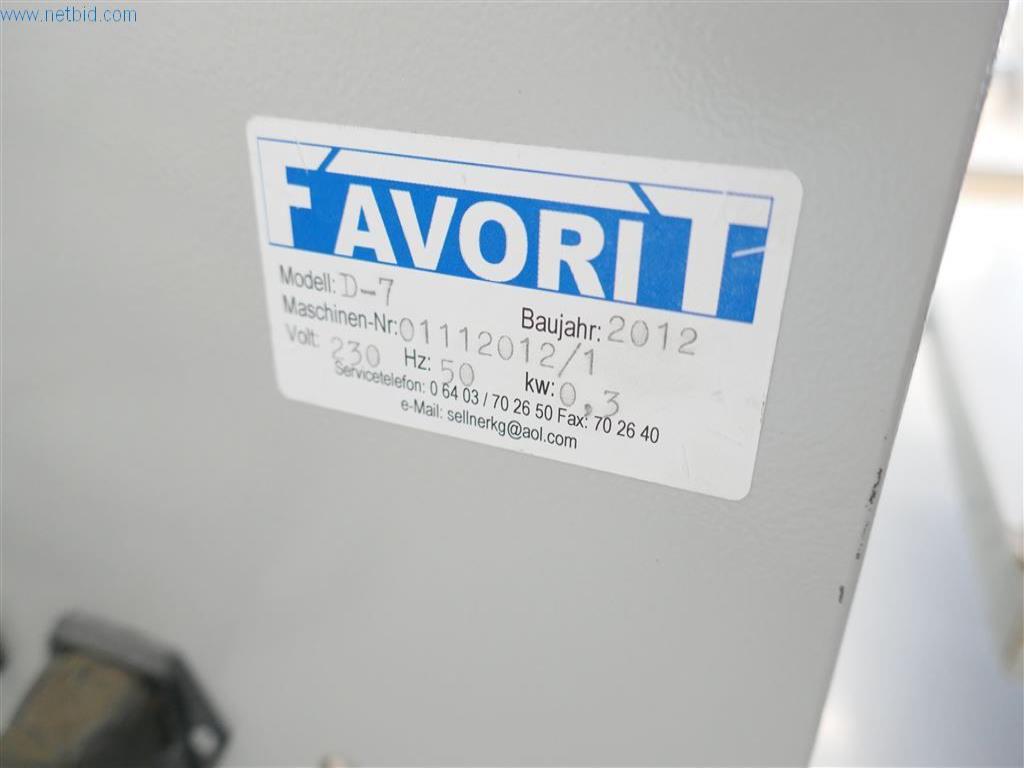 www.netbid.com
FAVORIT
Modell: D-7 Baujahr: 2012
Maschinen-Nr: 01112012/1
Volt: 230 Hz: 50 kw: 0,3
Servicetelefon: 0 64 03 / 70 26 50 Fax: 70 26 40
e-Mail: sellnerkg@aol.com